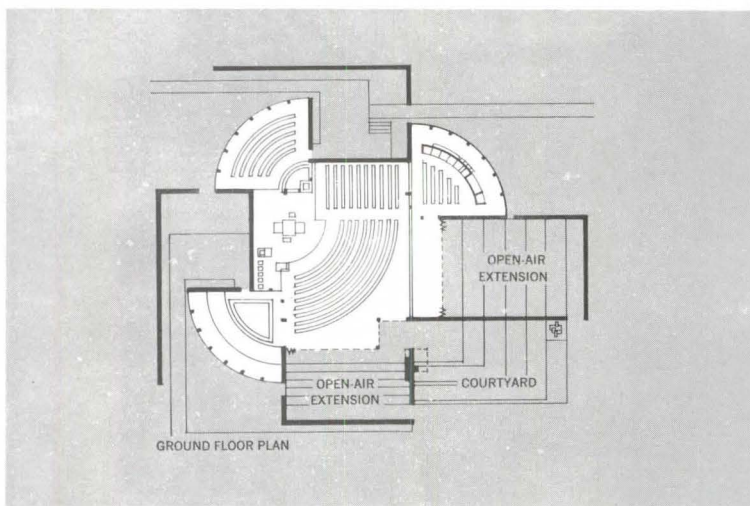 OPEN-AIR
EXTENSION
OPEN-AIR
EXTENSION
COURTYARD
GROUND FLOOR PLAN